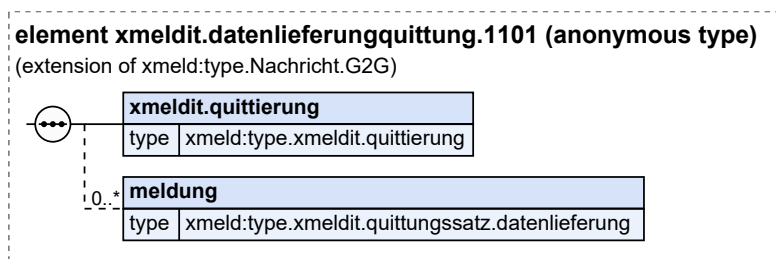 element xmeldit.datenlieferungquittung.1101 (anonymous type)
(extension of xmeld:type.Nachricht.G2G)
xmeldit.quittierung
type xmeld:type.xmeldit.quittierung
0..* meldung
type xmeld:type.xmeldit.quittungssatz.datenlieferung